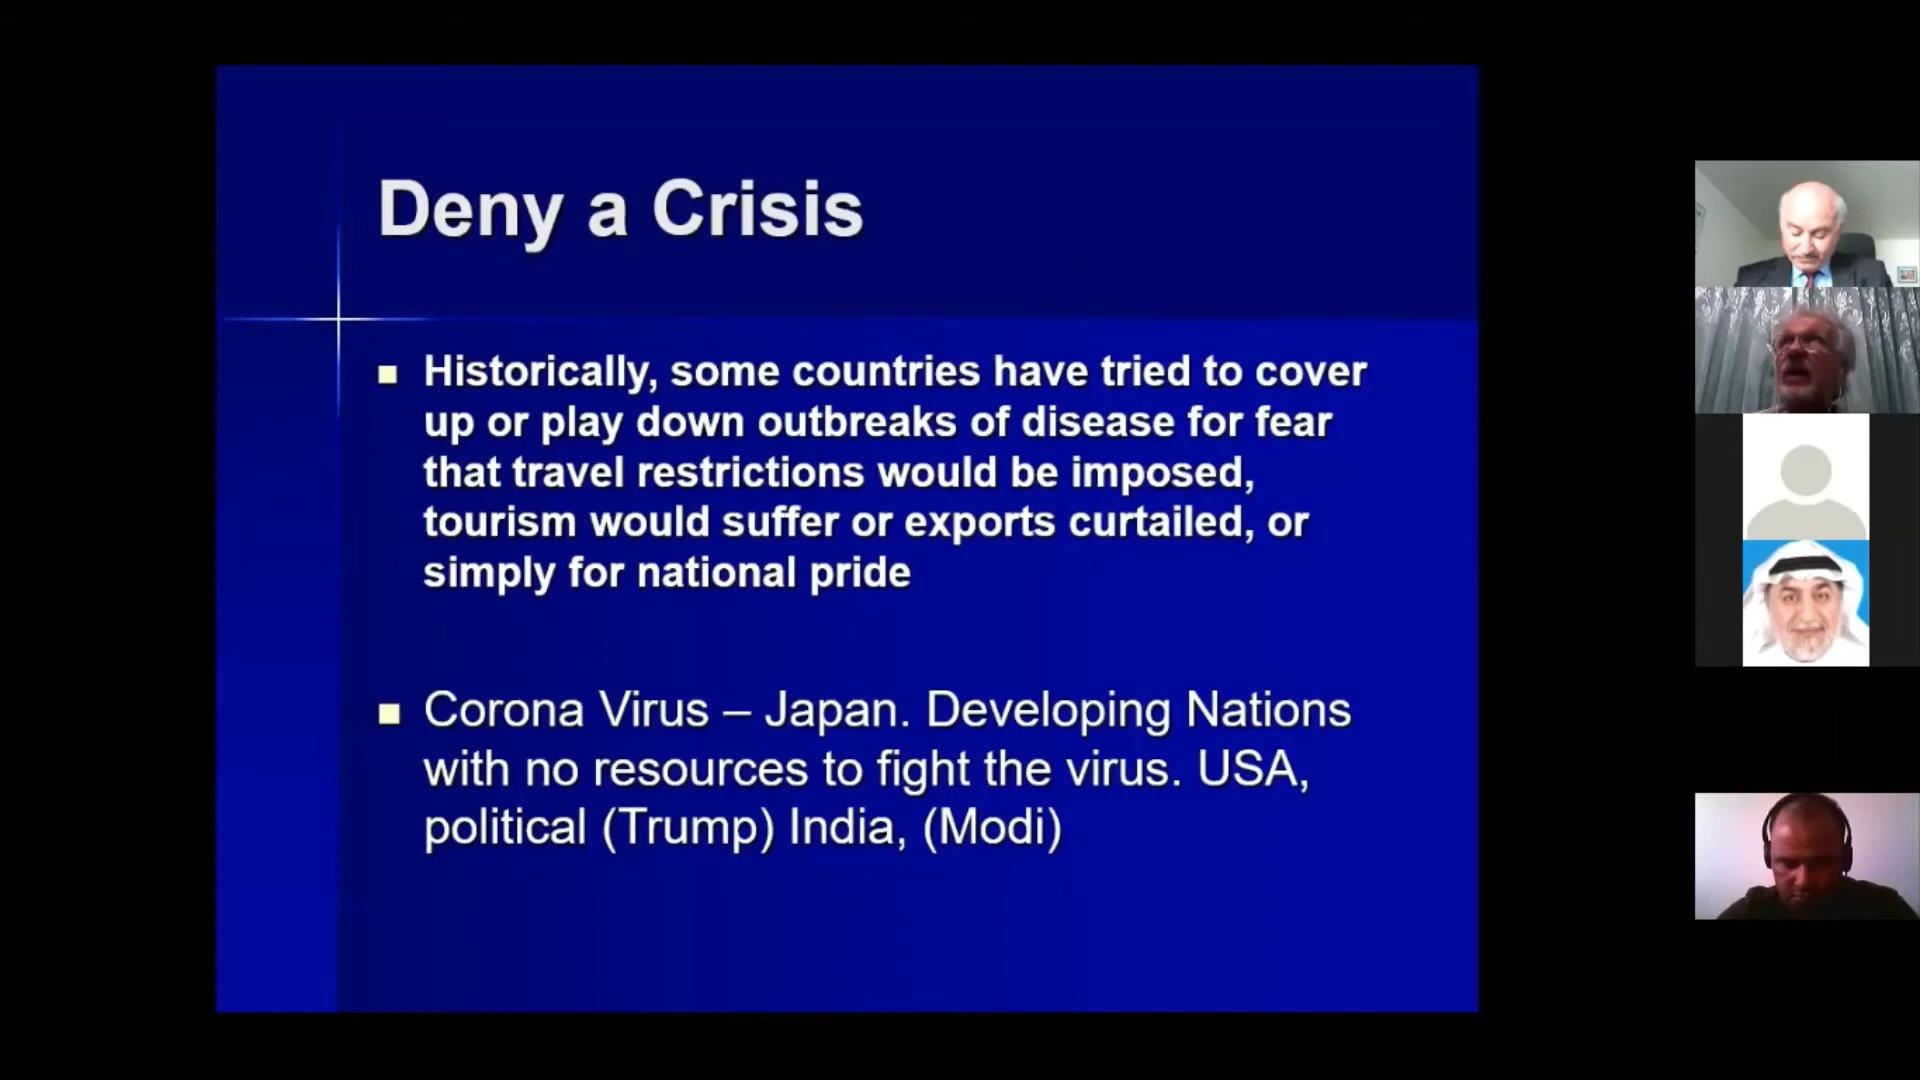 Deny a Crisis
Historically, some countries have tried to cover
up or play down outbreaks of disease for fear
that travel restrictions would be imposed,
tourism would suffer or exports curtailed, or
simply for national pride
Corona Virus – Japan. Developing Nations
with no resources to fight the virus. USA,
political (Trump) India, (Modi)